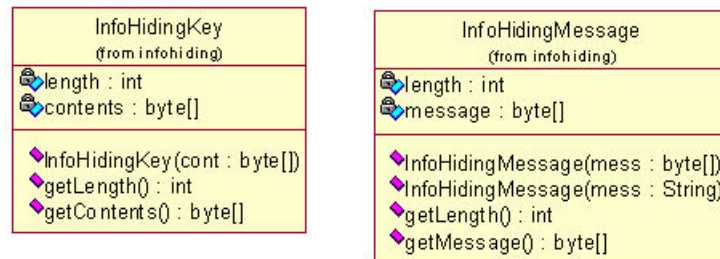 InfoHidingKey
(from infohiding)
length : int
contents : byte[]
InfoHidingKey(cont : byte[])
getLength() : int
getContents() : byte[]
InfoHidingMessage
(from infohiding)
length : int
message : byte[]
InfoHidingMessage(mess : byte[])
InfoHidingMessage(mess : String)
getLength() : int
getMessage() : byte[]